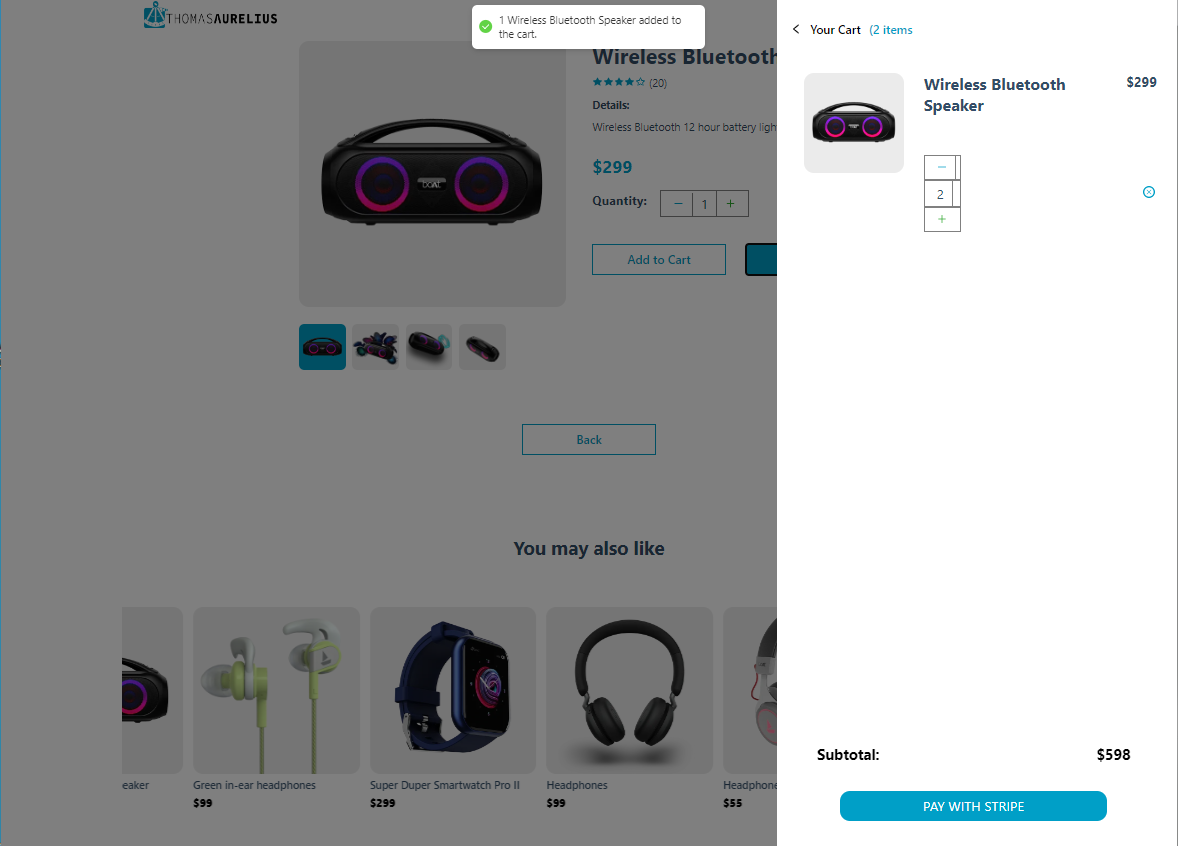 THOMASAURELIUS
1 Wireless Bluetooth Speaker added to
the cart.
Your Cart (2 items
Wireless Bluetooth
(20)
Details:
Wireless Bluetooth 12 hour battery
$299
Quantity: − 1 +
Add to Cart
Back
Wireless Bluetooth
Speaker
$299
−
2
+
You may also like
eaker
Green in-ear headphones
$99
Super Duper Smartwatch Pro II
$299
Headphones
$99
Headphone
$55
Subtotal: $598
PAY WITH STRIPE